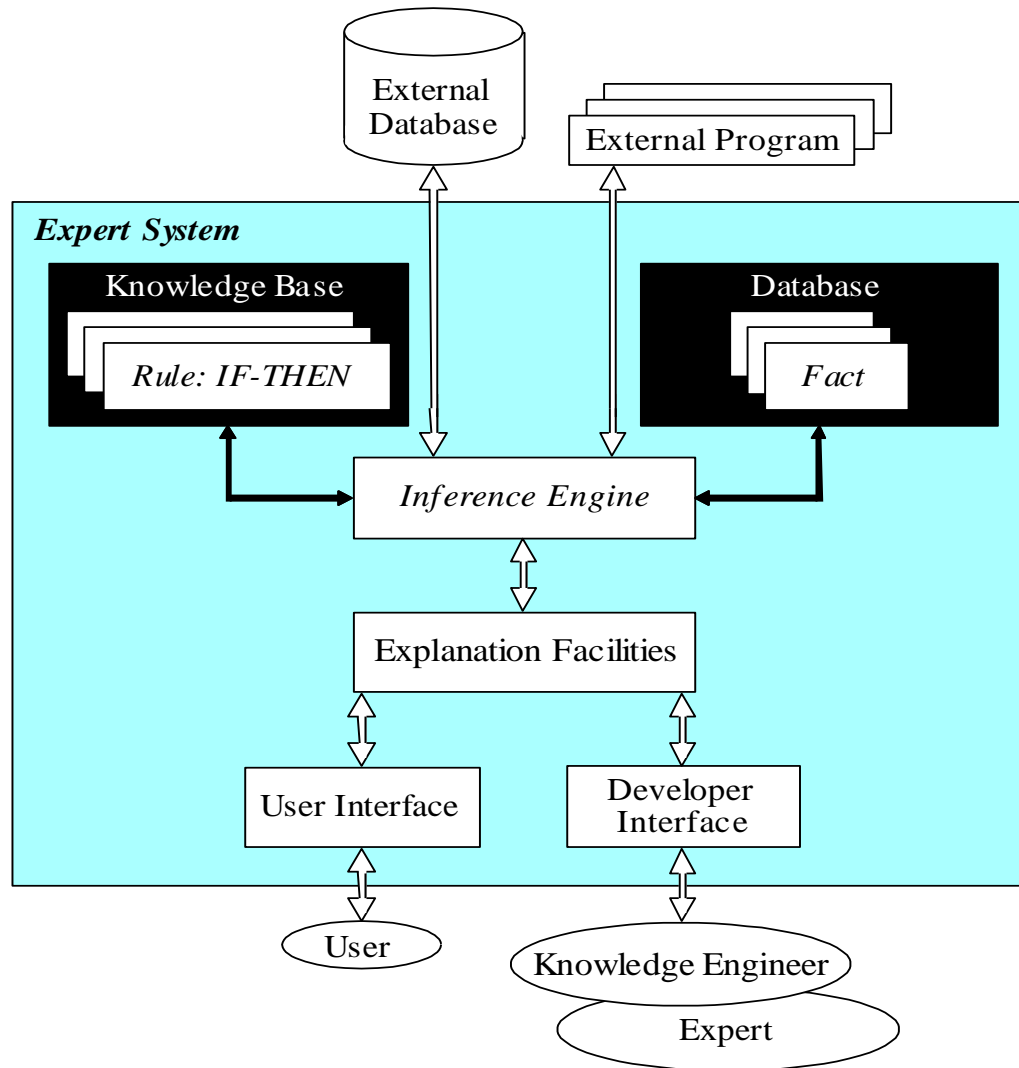 External
Database
External Program
Expert System
Knowledge Base
Rule: IF-THEN
Database
Fact
Inference Engine
Explanation Facilities
User Interface
Developer
Interface
User
Knowledge Engineer
Expert